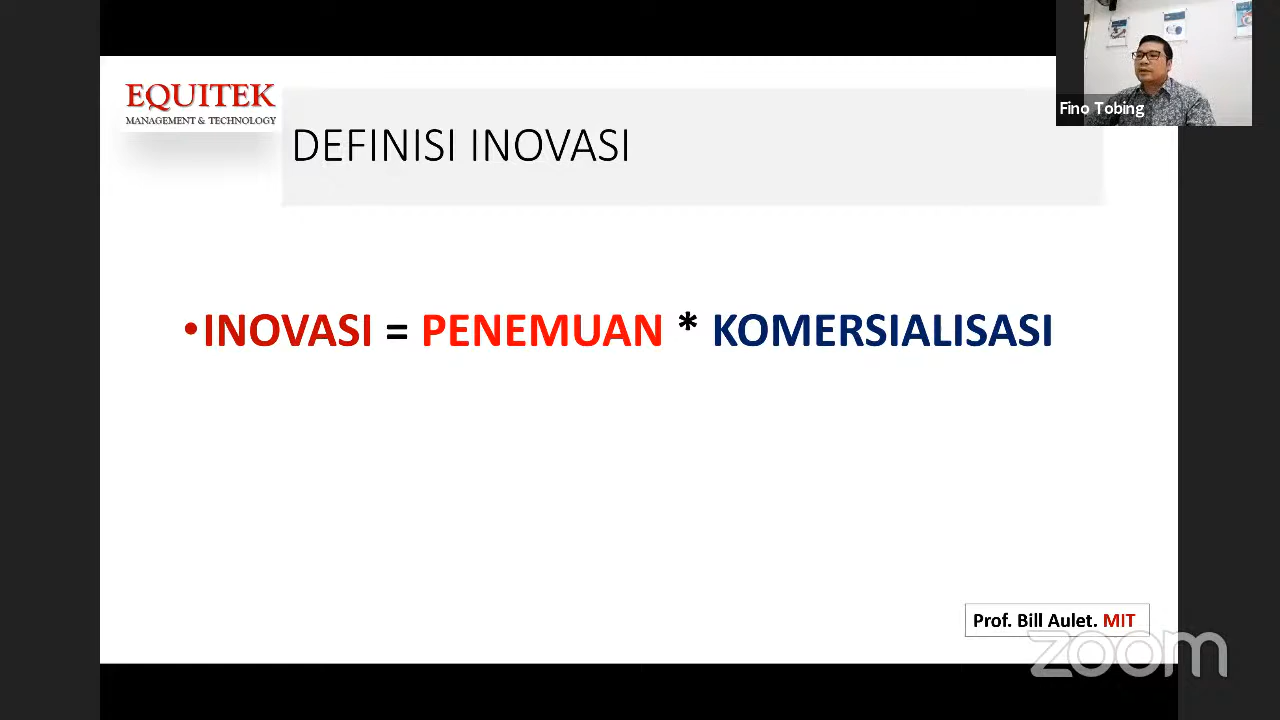 EQUITEK
MANAGEMENT & TECHNOLOGY
DEFINISI INOVASI
Fino Tobing
•INOVASI = PENEMUAN * KOMERSIALISASI
Prof. Bill Aulet. MIT
zoom